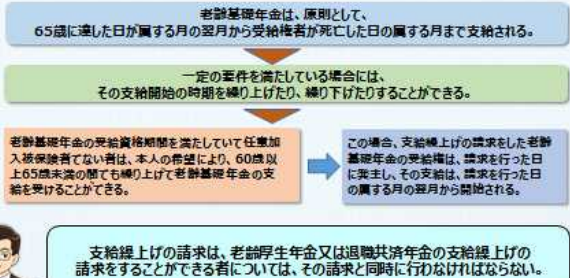 老齢基礎年金は、原則として、
65歳に達した日が属する月の翌月から受給権者が死亡した日の属する月まで支給される。
一定の要件を満たしている場合には、
その支給開始の時期を繰り上げたり、繰り下げたりすることができる。
老齢基礎年金の受給資格期間を満たしていて任意加
入被保険者でない者は、本人の希望により、60歳以
上65歳未満の間でも繰り上げて老齢基礎年金の支
給を受けることができる。
この場合、支給繰上げの請求をした老齢
基礎年金の受給権は、請求を行った日
に発生し、その支給は、請求を行った日
の属する月の翌月から開始される。
支給繰上げの請求は、老齢厚生年金又は退職共済年金の支給繰上げの
請求をすることができる者については、その請求と同時に行わなければならない。